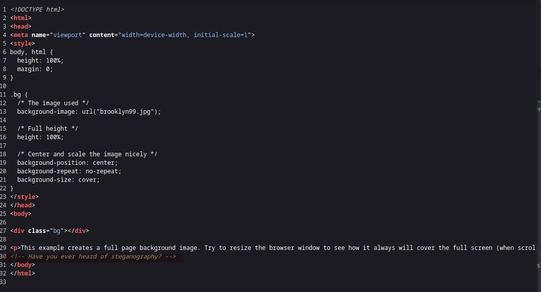 1 <!DOCTYPE html>
2 <html>
3 <head>
4 <meta name="viewport" content="width=device-width, initial-scale=1">
5 <style>
6 body, html {
7   height: 100%;
8   margin: 0;
9 }
10
11 .bg {
12   /* The image used */
13   background-image: url("brooklyn99.jpg");
14
15   /* Full height */
16   height: 100%;
17
18   /* Center and scale the image nicely */
19   background-position: center;
20   background-repeat: no-repeat;
21   background-size: cover;
22 }
23 </style>
24 </head>
25 <body>
26
27 <div class="bg"></div>
28
29 <p>This example creates a full page background image. Try to resize the browser window to see how it always will cover the full screen (when scrol
30 <!-- Have you ever heard of steganography? -->
31 </body>
32 </html>
33